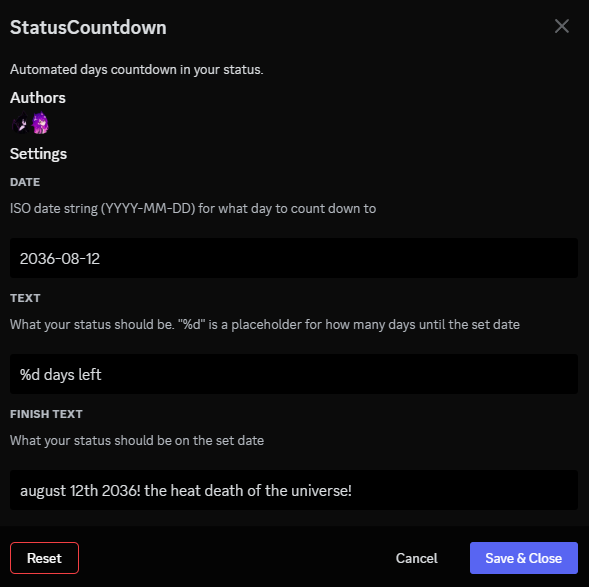 StatusCountdown
Automated days countdown in your status.
Authors
Settings
DATE
ISO date string (YYYY-MM-DD) for what day to count down to
2036-08-12
TEXT
What your status should be. "%d" is a placeholder for how many days until the set date
%d days left
FINISH TEXT
What your status should be on the set date
august 12th 2036! the heat death of the universe!
Reset
Cancel
Save & Close